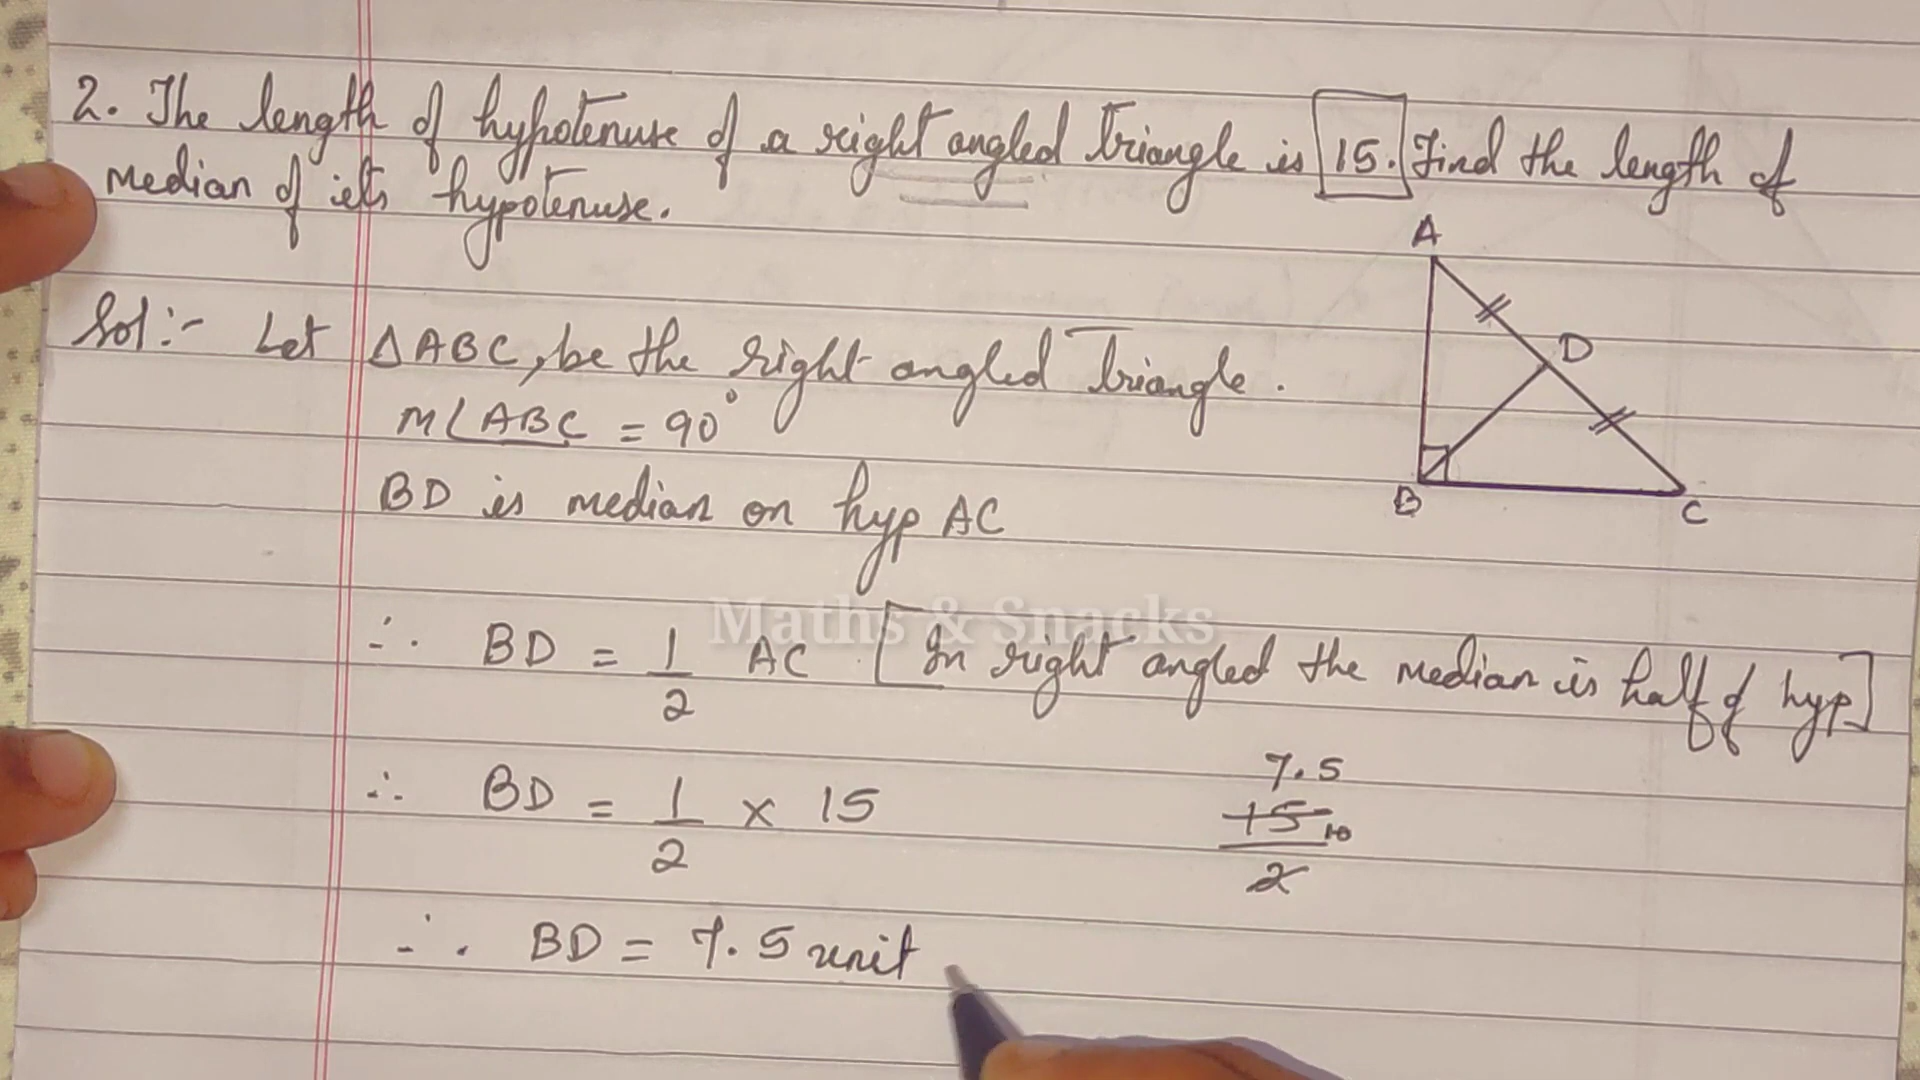 2. The length of hypotenuse of a right angled triangle is 15. Find the length of
median of its hypotenuse.
A
D
B
C
Sol:- Let △ABC, be the right angled triangle.
m∠ABC = 90°
BD is median on hyp AC
Maths & Snacks
∴ BD = 1/2 AC [In right angled the median is half of hyp]
∴ BD = 1/2 × 15
7.5
15 10
2
∴ BD = 7.5 unit